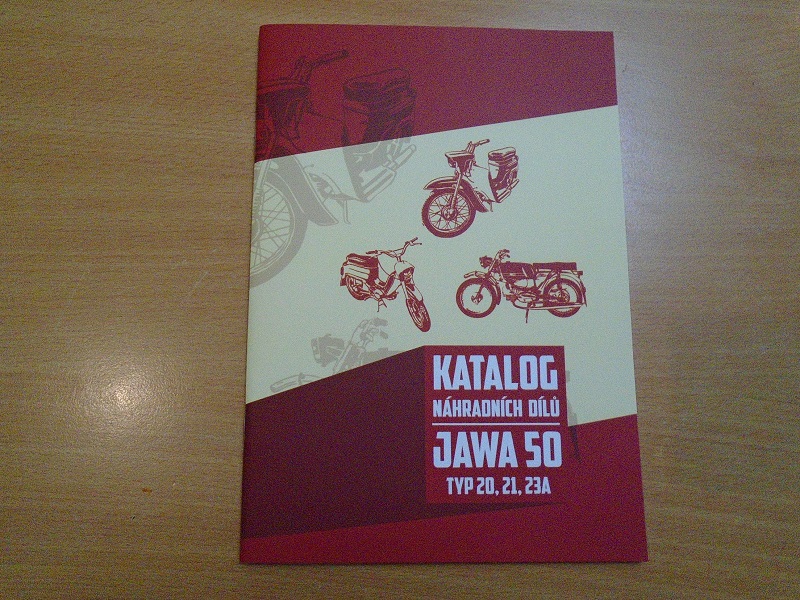 KATALOG
NÁHRADNÍCH DÍLŮ
JAWA 50
TYP 20, 21, 23A